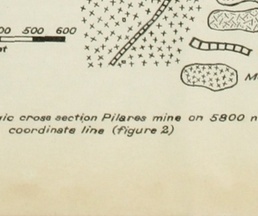 00 500 600
M
ic cross section Pilares mine on 5800 n
coordinate line (figure 2)